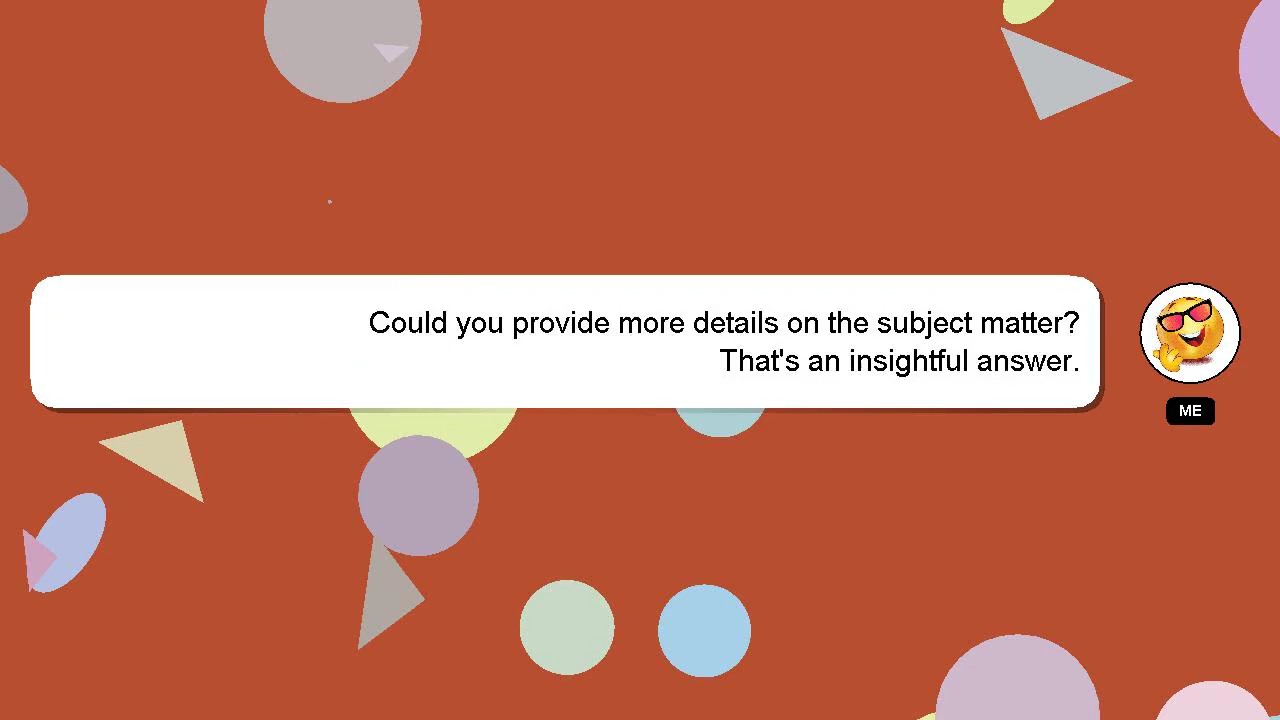 Could you provide more details on the subject matter?
That's an insightful answer.
ME